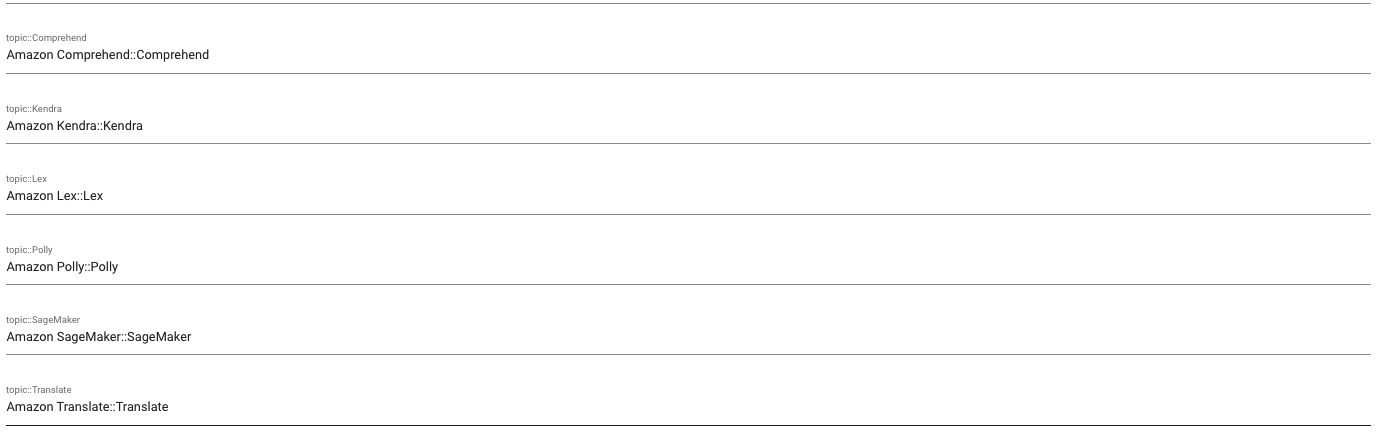 topic::Comprehend
Amazon Comprehend::Comprehend
topic::Kendra
Amazon Kendra::Kendra
topic::Lex
Amazon Lex::Lex
topic::Polly
Amazon Polly::Polly
topic::SageMaker
Amazon SageMaker::SageMaker
topic::Translate
Amazon Translate::Translate